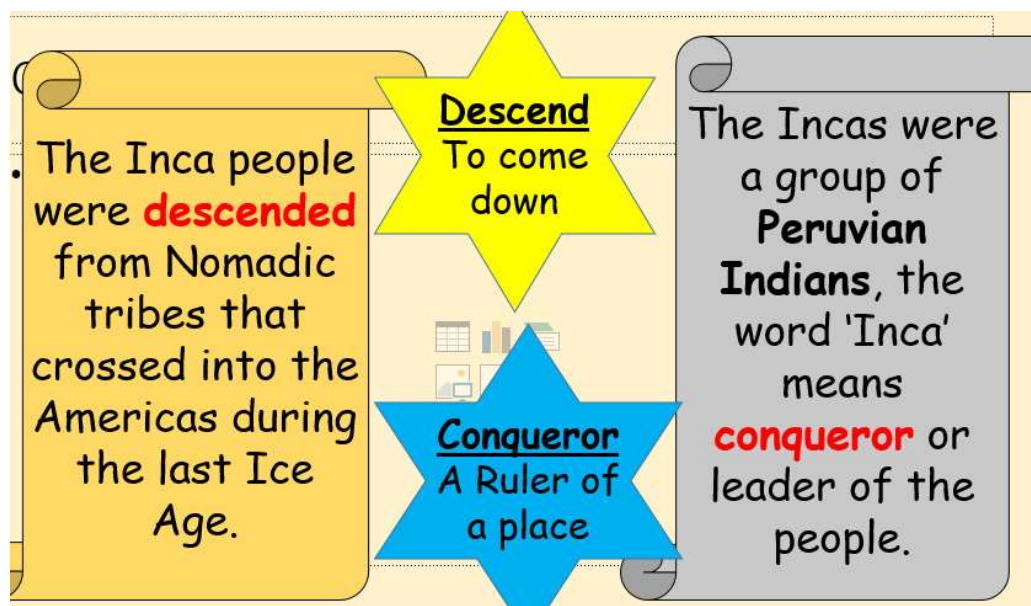 The Inca people
were descended
from Nomadic
tribes that
crossed into the
Americas during
the last Ice
Age.
Descend
To come
down
Conqueror
A Ruler of
a place
The Incas were
a group of
Peruvian
Indians, the
word ‘Inca’
means
conqueror or
leader of the
people.